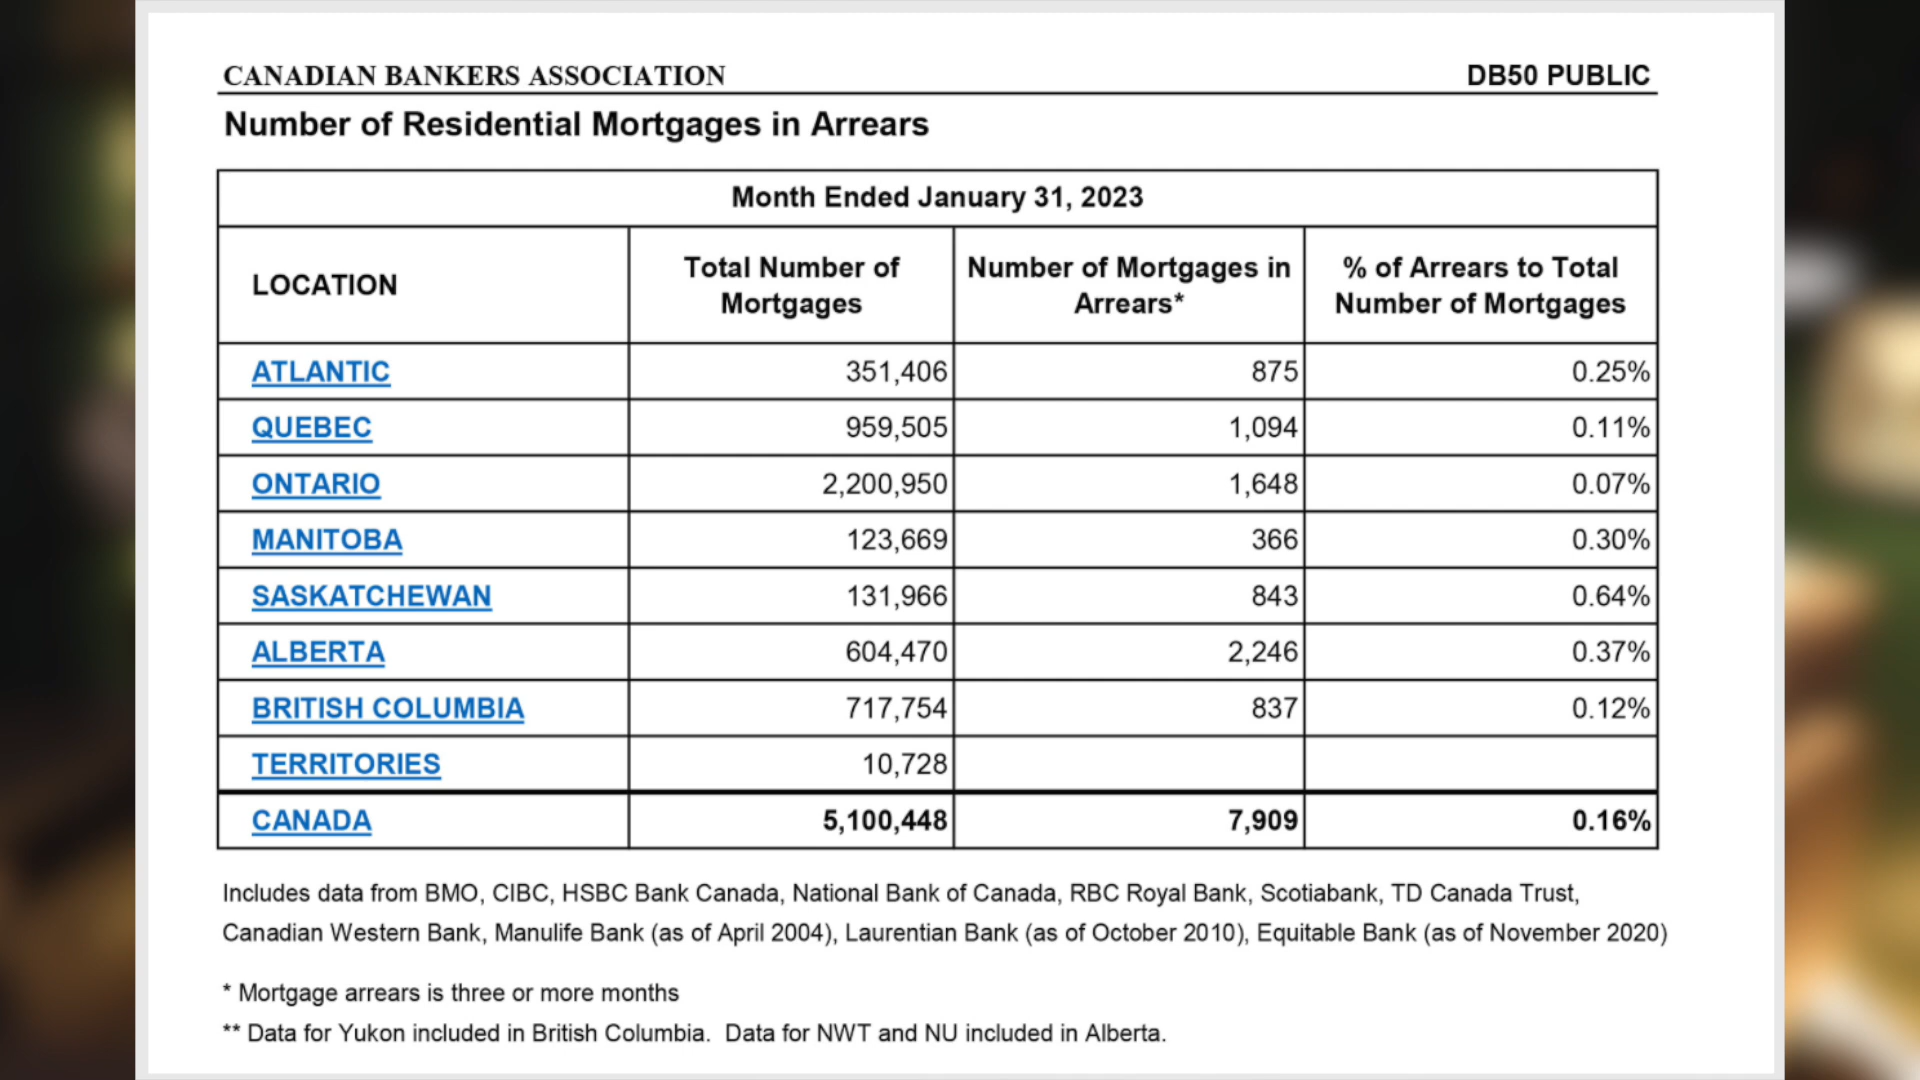 CANADIAN BANKERS ASSOCIATION DB50 PUBLIC
Number of Residential Mortgages in Arrears
Month Ended January 31, 2023
LOCATION Total Number of Mortgages Number of Mortgages in Arrears* % of Arrears to Total Number of Mortgages
ATLANTIC 351,406 875 0.25%
QUEBEC 959,505 1,094 0.11%
ONTARIO 2,200,950 1,648 0.07%
MANITOBA 123,669 366 0.30%
SASKATCHEWAN 131,966 843 0.64%
ALBERTA 604,470 2,246 0.37%
BRITISH COLUMBIA 717,754 837 0.12%
TERRITORIES 10,728
CANADA 5,100,448 7,909 0.16%
Includes data from BMO, CIBC, HSBC Bank Canada, National Bank of Canada, RBC Royal Bank, Scotiabank, TD Canada Trust,
Canadian Western Bank, Manulife Bank (as of April 2004), Laurentian Bank (as of October 2010), Equitable Bank (as of November 2020)
* Mortgage arrears is three or more months
** Data for Yukon included in British Columbia. Data for NWT and NU included in Alberta.